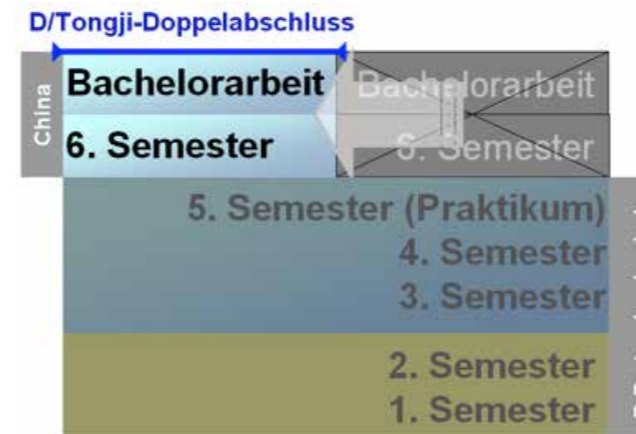 D/Tongji-Doppelabschluss
China
Bachelorarbeit
Bachelorarbeit
6. Semester
6. Semester
5. Semester (Praktikum)
4. Semester
3. Semester
2. Semester
1. Semester